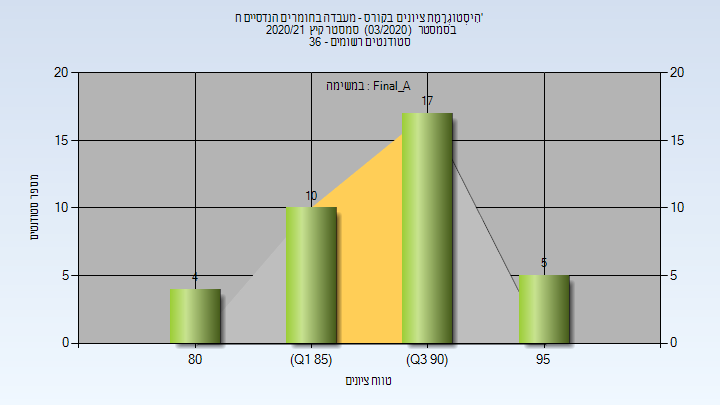 היסטוגרמת ציונים בקורס - מעבדה בחומרים הנדסיים ח'
בסמסטר (03/2020) סמסטר קיץ 2020/21
סטודנטים רשומים - 36
במשימה : Final_A
מספר סטודנטים
20
15
10
5
0
20
15
10
5
0
4
10
17
5
80
(Q1 85)
(Q3 90)
95
טווח ציונים